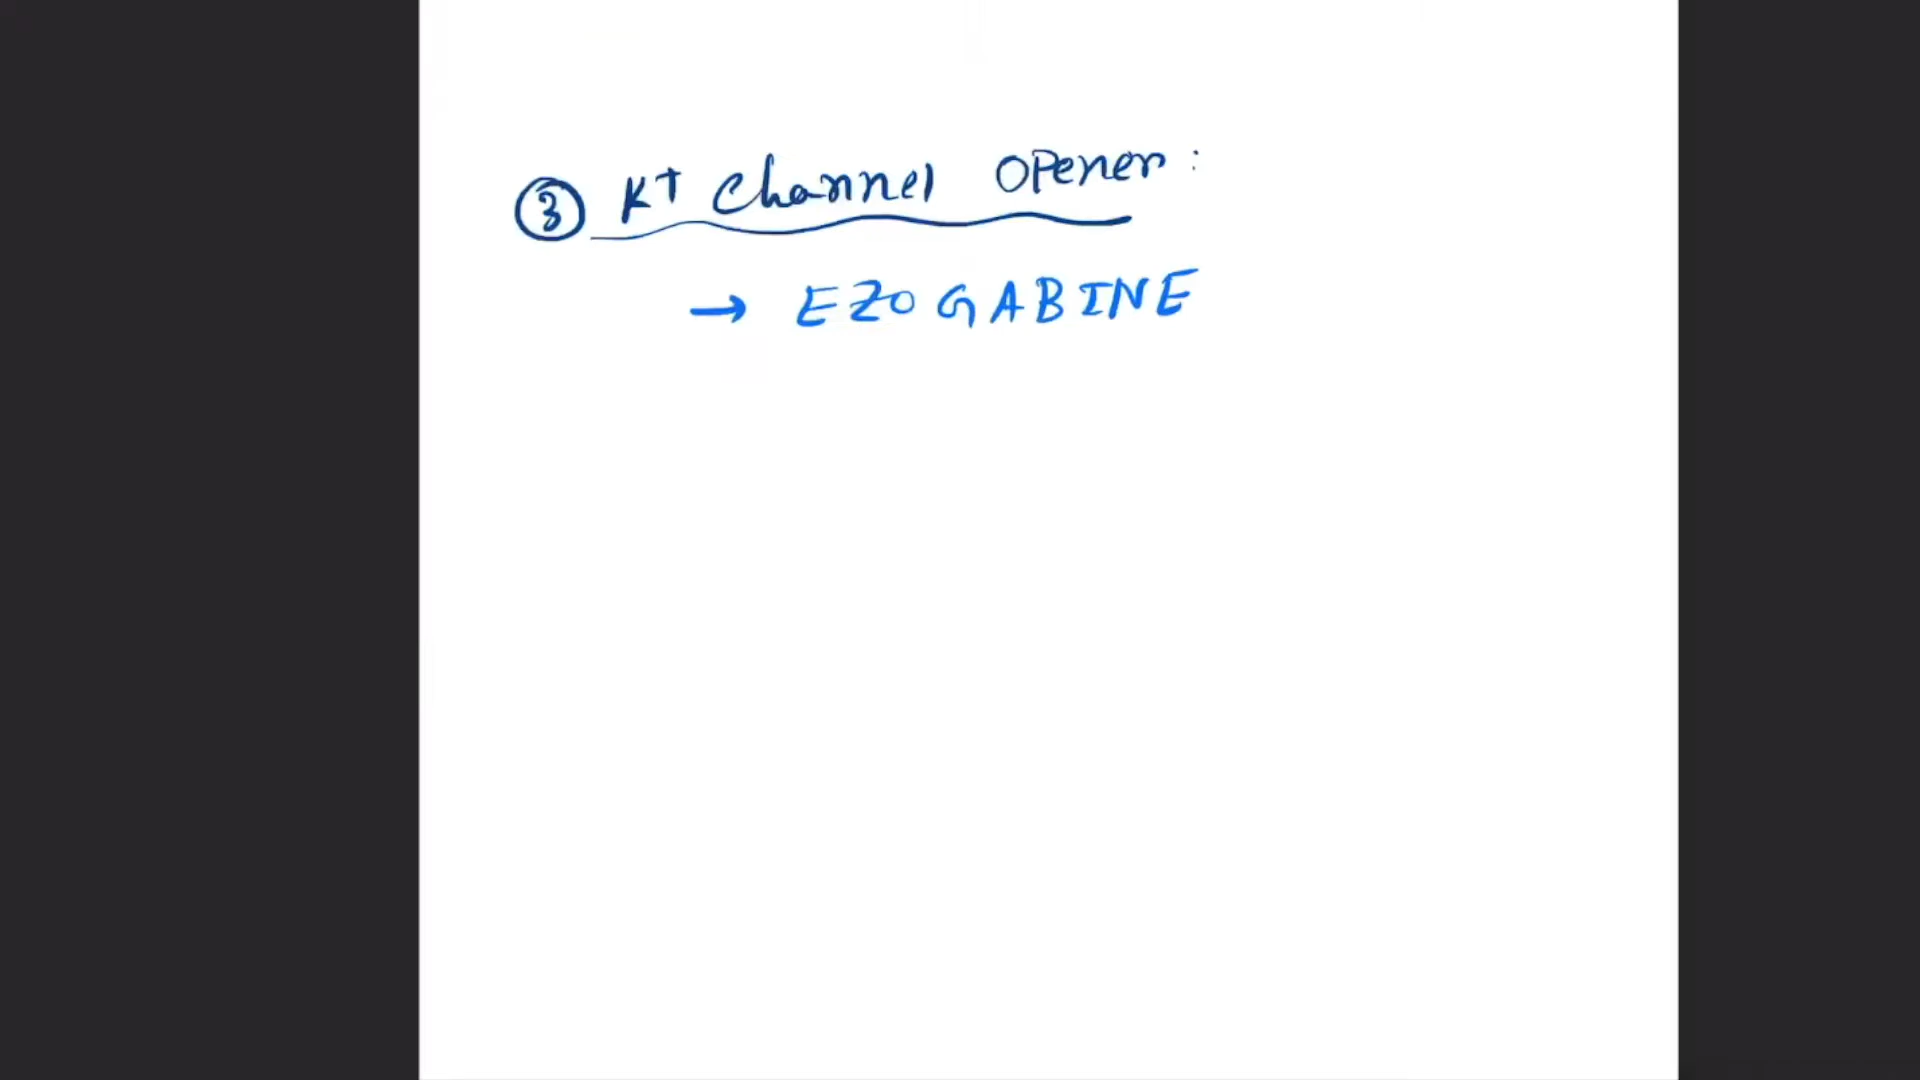 ③ K+ Channel Opener :
→ EZOGABINE